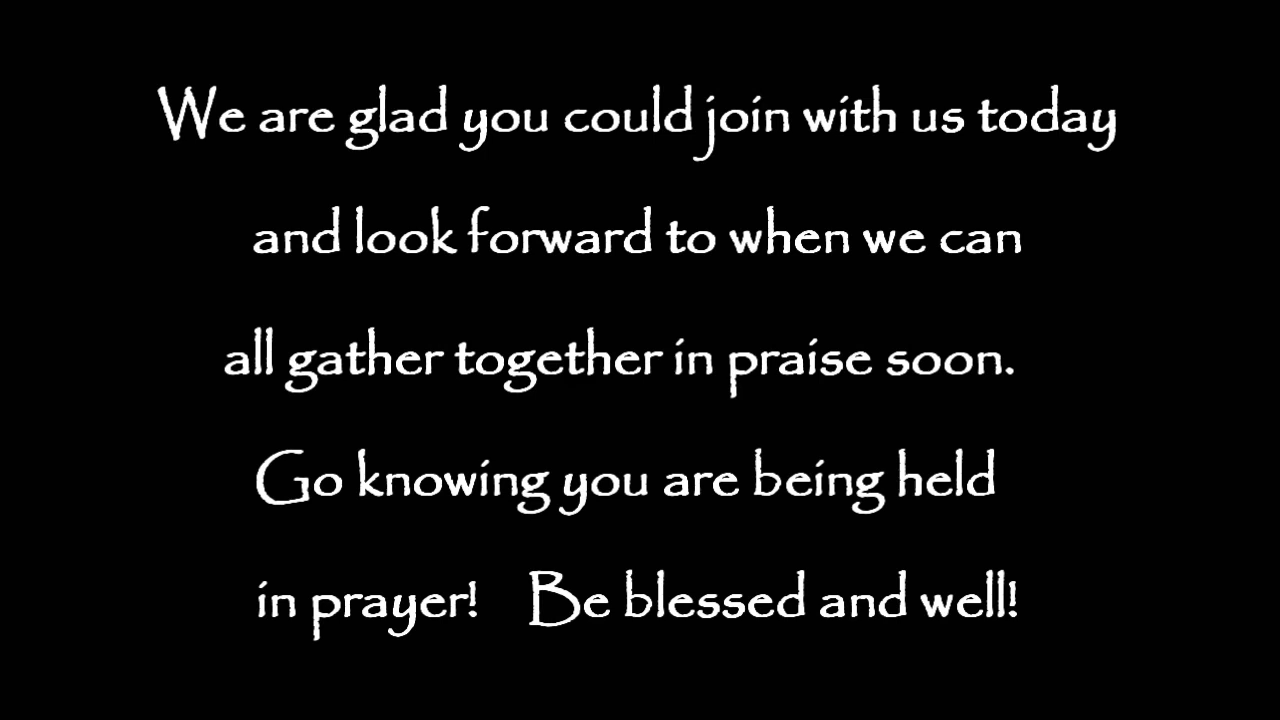 We are glad you could join with us today
and look forward to when we can
all gather together in praise soon.
Go knowing you are being held
in prayer!   Be blessed and well!